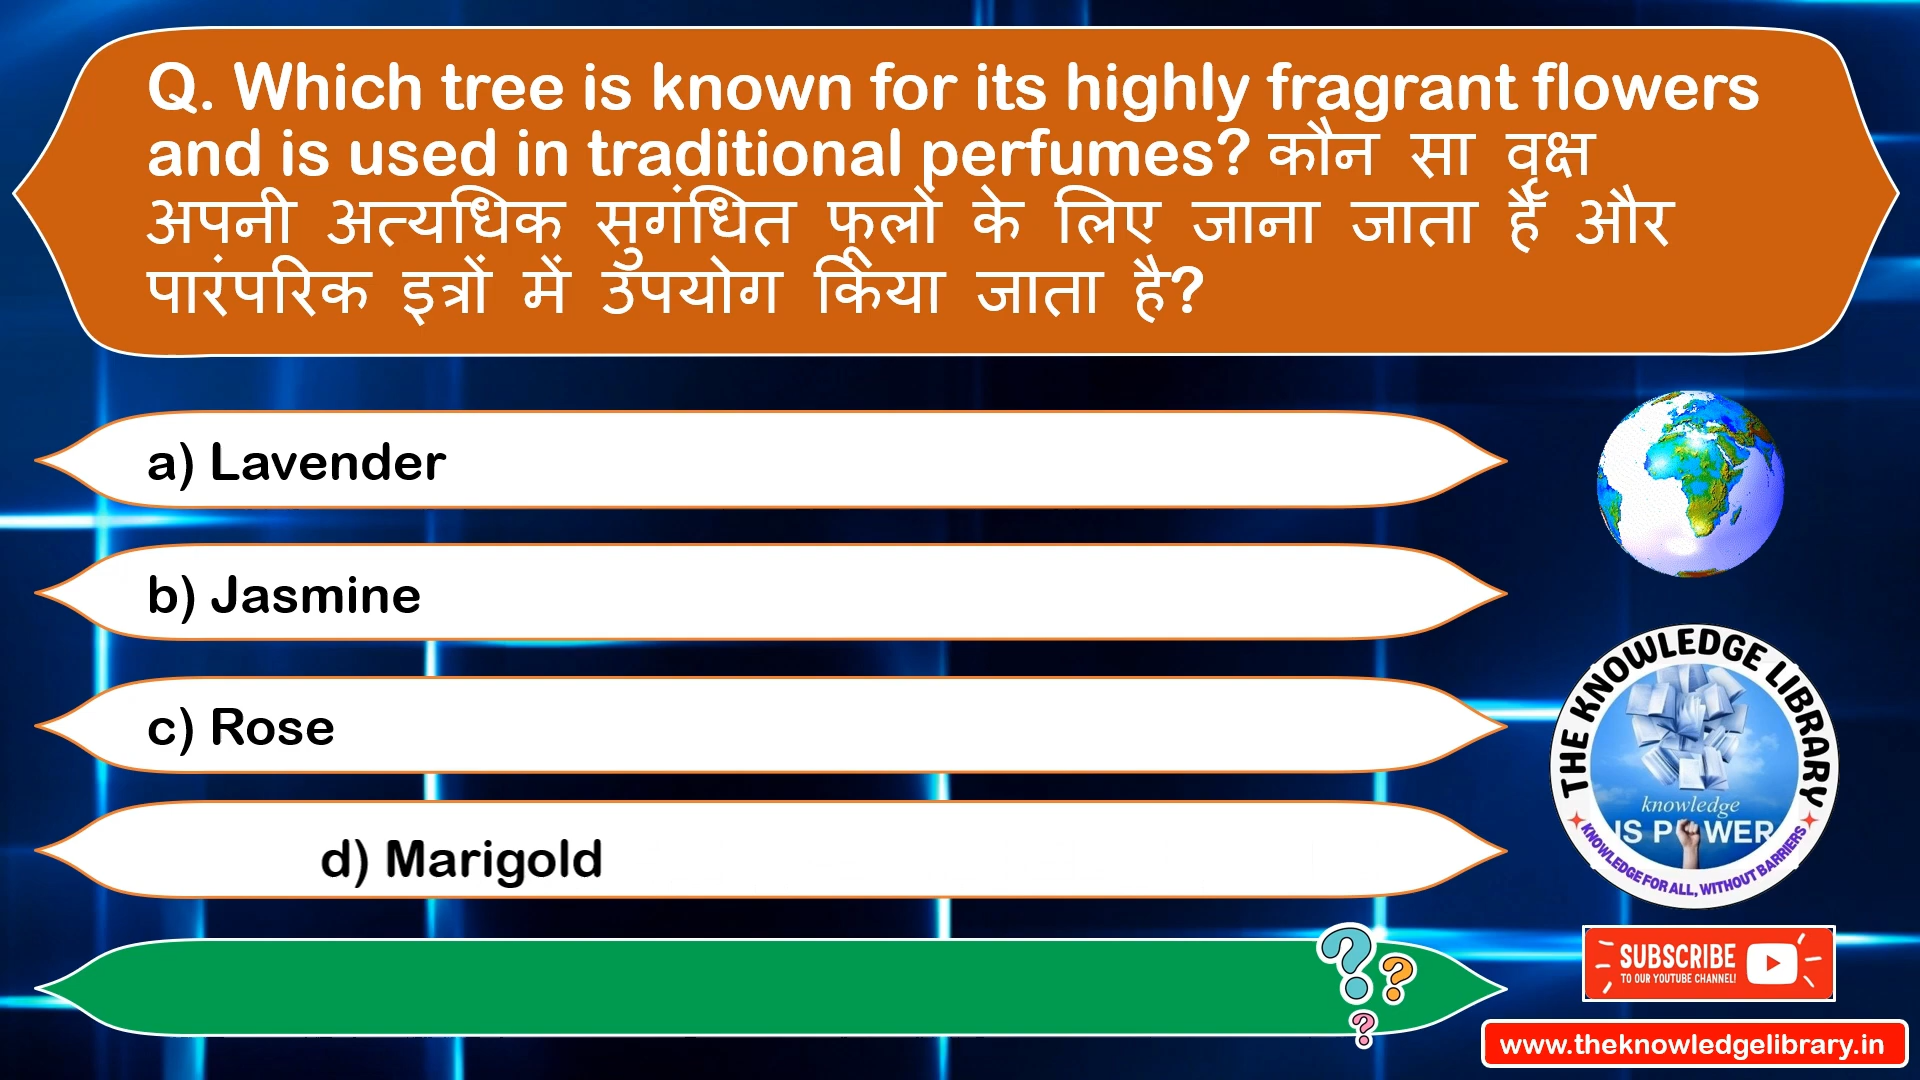 Q. Which tree is known for its highly fragrant flowers
and is used in traditional perfumes? कौन सा वृक्ष
अपनी अत्यधिक सुगंधित फूलों के लिए जाना जाता है और
पारंपरिक इत्रों में उपयोग किया जाता है?
a) Lavender
b) Jasmine
c) Rose
d) Marigold
THE KNOWLEDGE LIBRARY
knowledge
IS POWER
KNOWLEDGE FOR ALL, WITHOUT BARRIERS
SUBSCRIBE
TO OUR YOUTUBE CHANNEL!
www.theknowledgelibrary.in